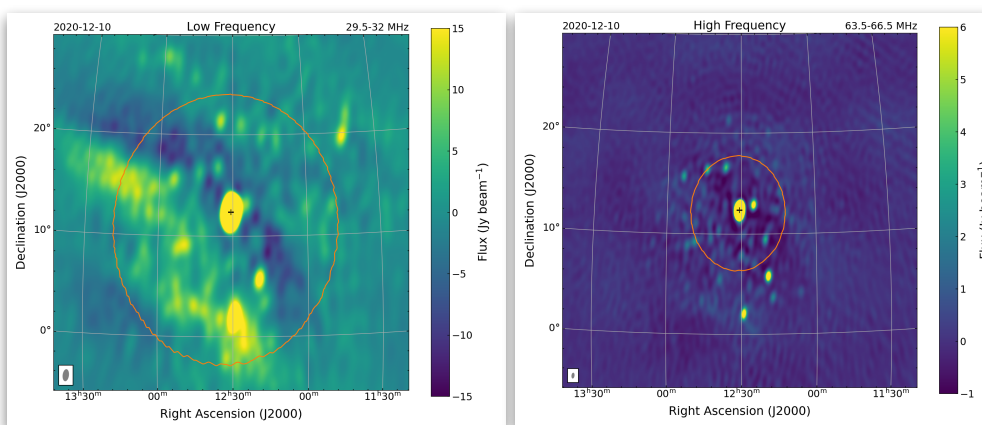 2020-12-10 Low Frequency 29.5-32 MHz
15
10
5
0
−5
−10
−15
Flux (Jy beam⁻¹)
20°
10°
0°
Declination (J2000)
13ʰ30ᵐ 00ᵐ 12ʰ30ᵐ 00ᵐ 11ʰ30ᵐ
Right Ascension (J2000)
2020-12-10 High Frequency 63.5-66.5 MHz
6
5
4
3
2
1
0
−1
20°
10°
0°
Declination (J2000)
13ʰ30ᵐ 00ᵐ 12ʰ30ᵐ 00ᵐ 11ʰ30ᵐ
Right Ascension (J2000)